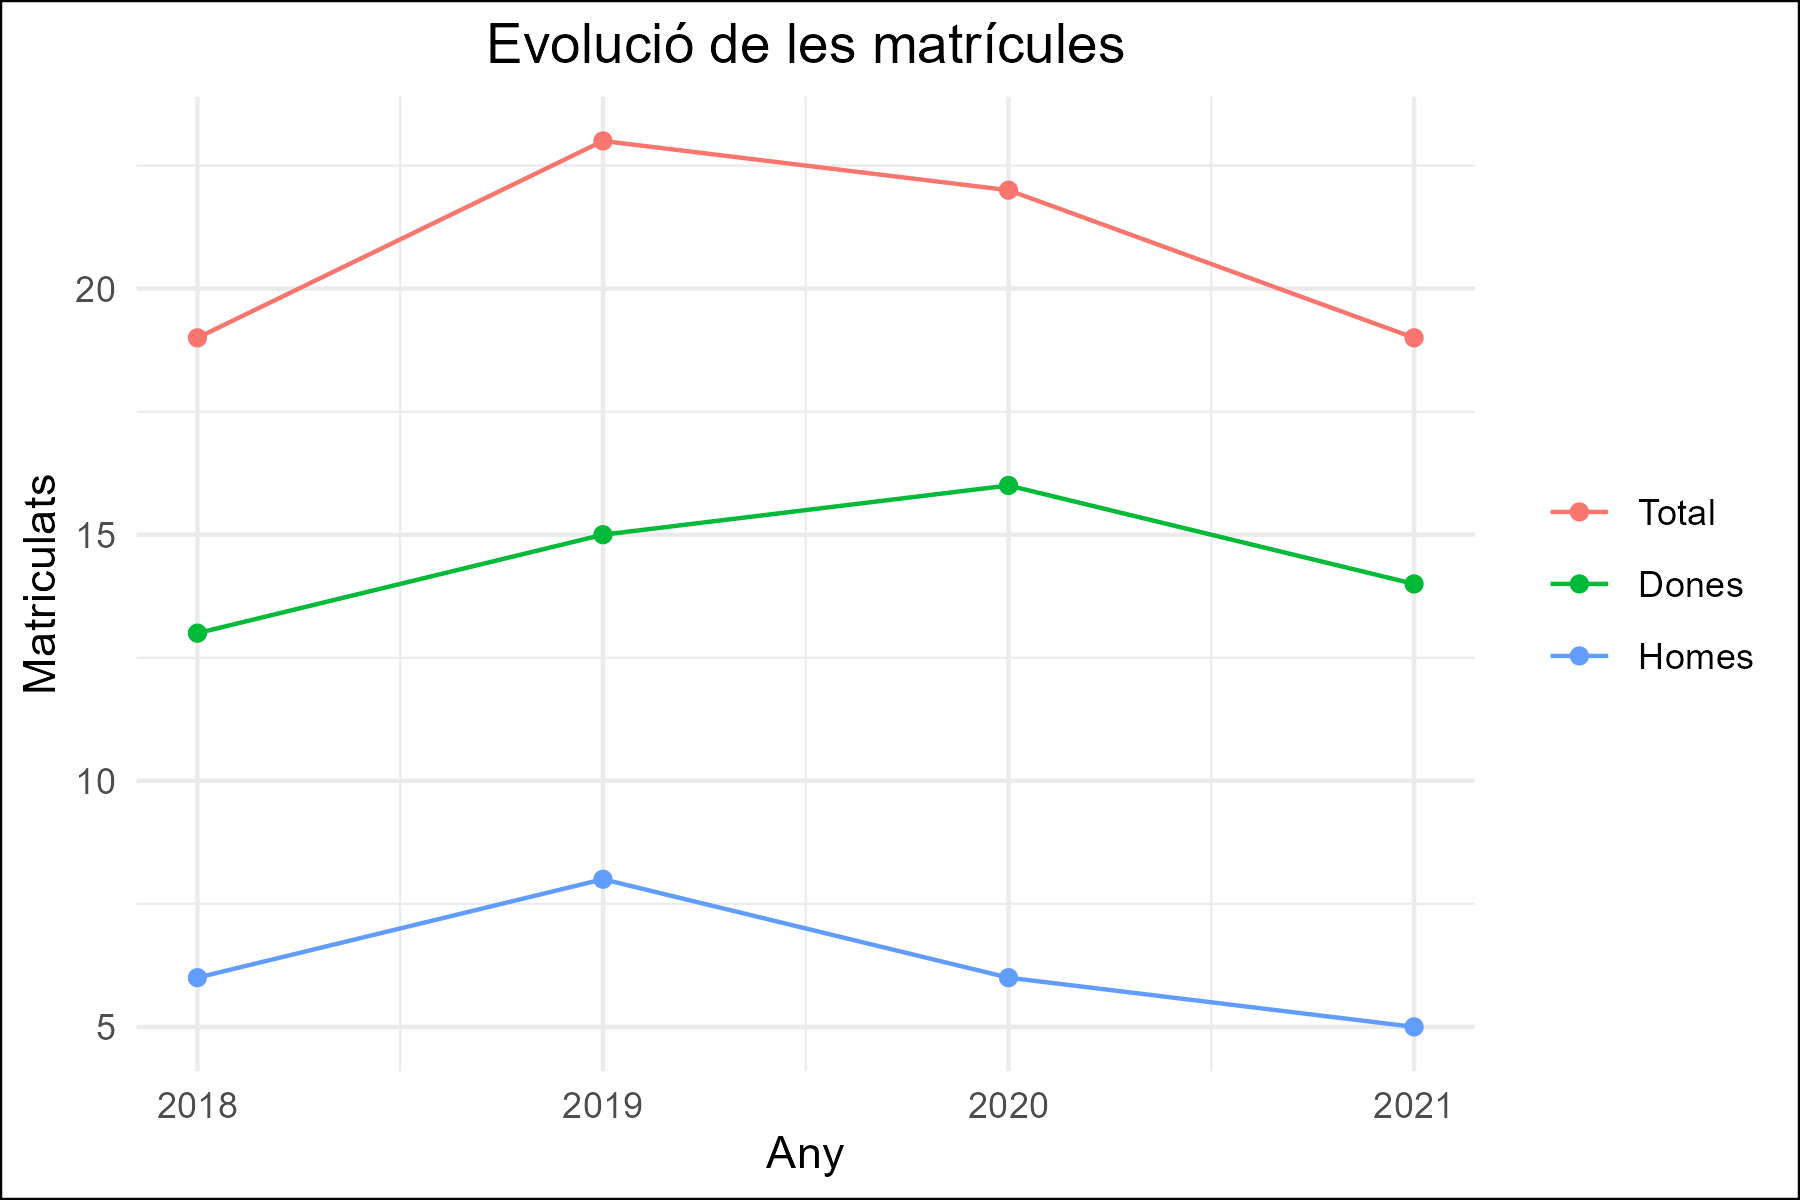 Evolució de les matrícules
Matriculats
20
15
10
5
2018
2019
2020
2021
Any
Total
Dones
Homes